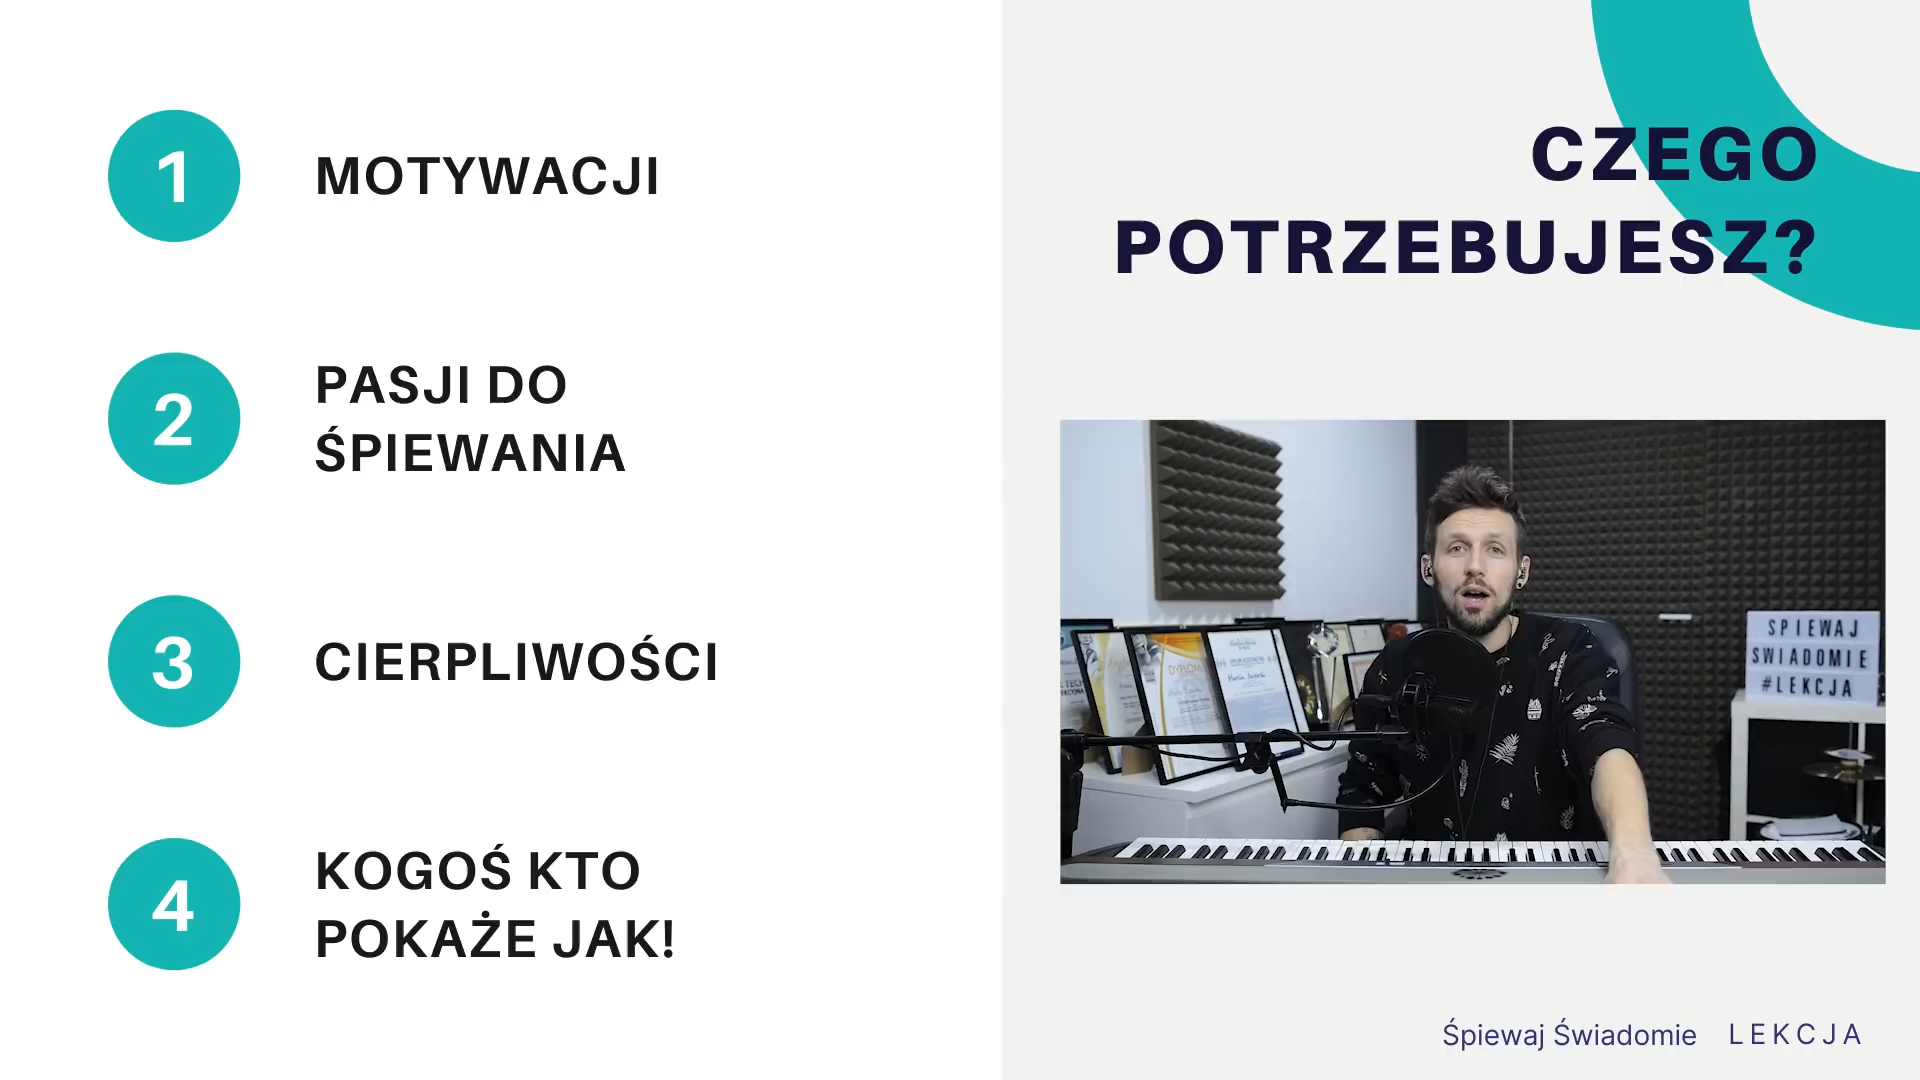 1
MOTYWACJI
2
PASJI DO
ŚPIEWANIA
3
CIERPLIWOŚCI
4
KOGOŚ KTO
POKAŻE JAK!
CZEGO
POTRZEBUJESZ?
DYPLOM
SPIEWAJ
SWIADOMIE
#LEKCJA
Śpiewaj Świadomie LEKCJA